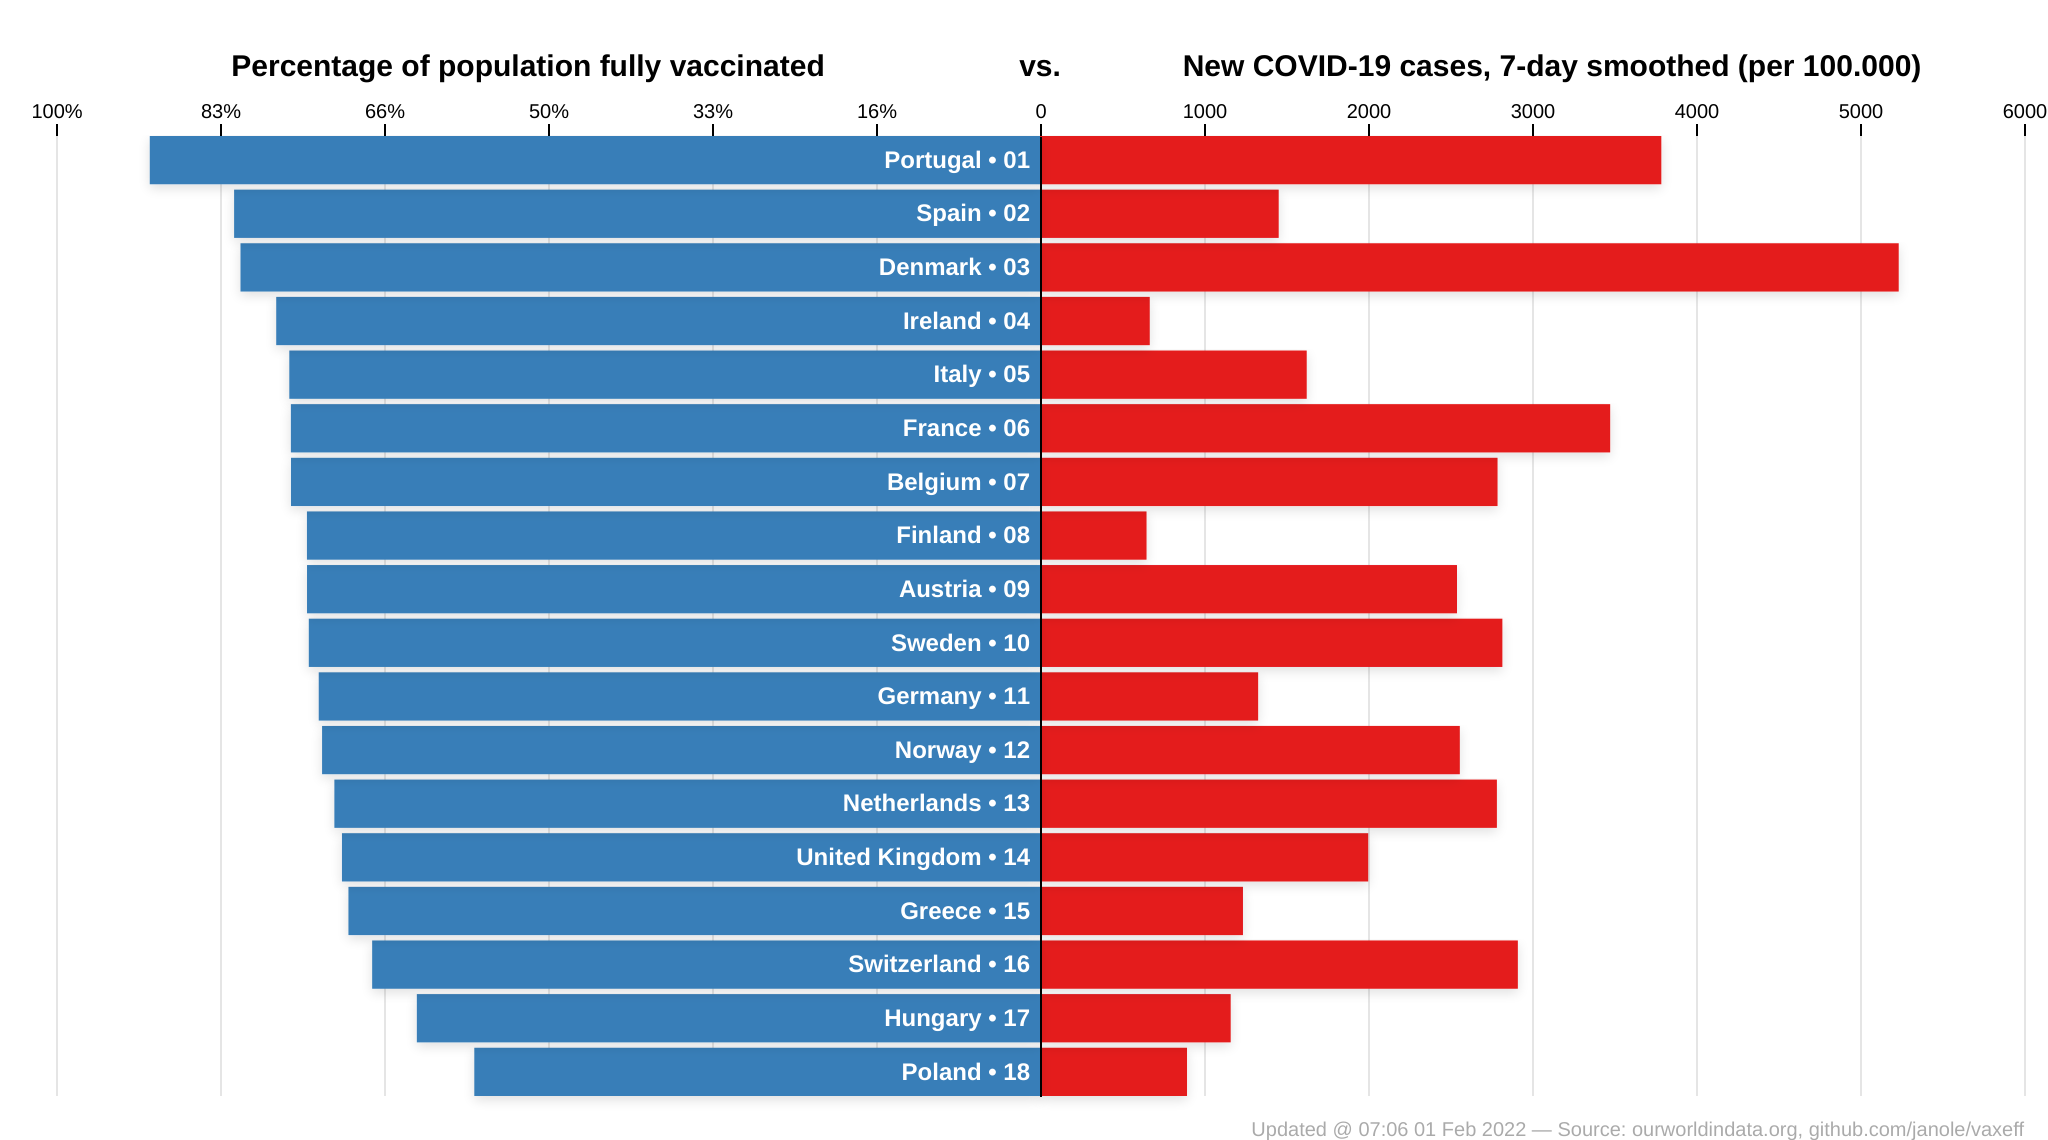 Percentage of population fully vaccinated vs. New COVID-19 cases, 7-day smoothed (per 100.000)
100% 83% 66% 50% 33% 16% 0 1000 2000 3000 4000 5000 6000
Portugal • 01
Spain • 02
Denmark • 03
Ireland • 04
Italy • 05
France • 06
Belgium • 07
Finland • 08
Austria • 09
Sweden • 10
Germany • 11
Norway • 12
Netherlands • 13
United Kingdom • 14
Greece • 15
Switzerland • 16
Hungary • 17
Poland • 18
Updated @ 07:06 01 Feb 2022 — Source: ourworldindata.org, github.com/janole/vaxeff